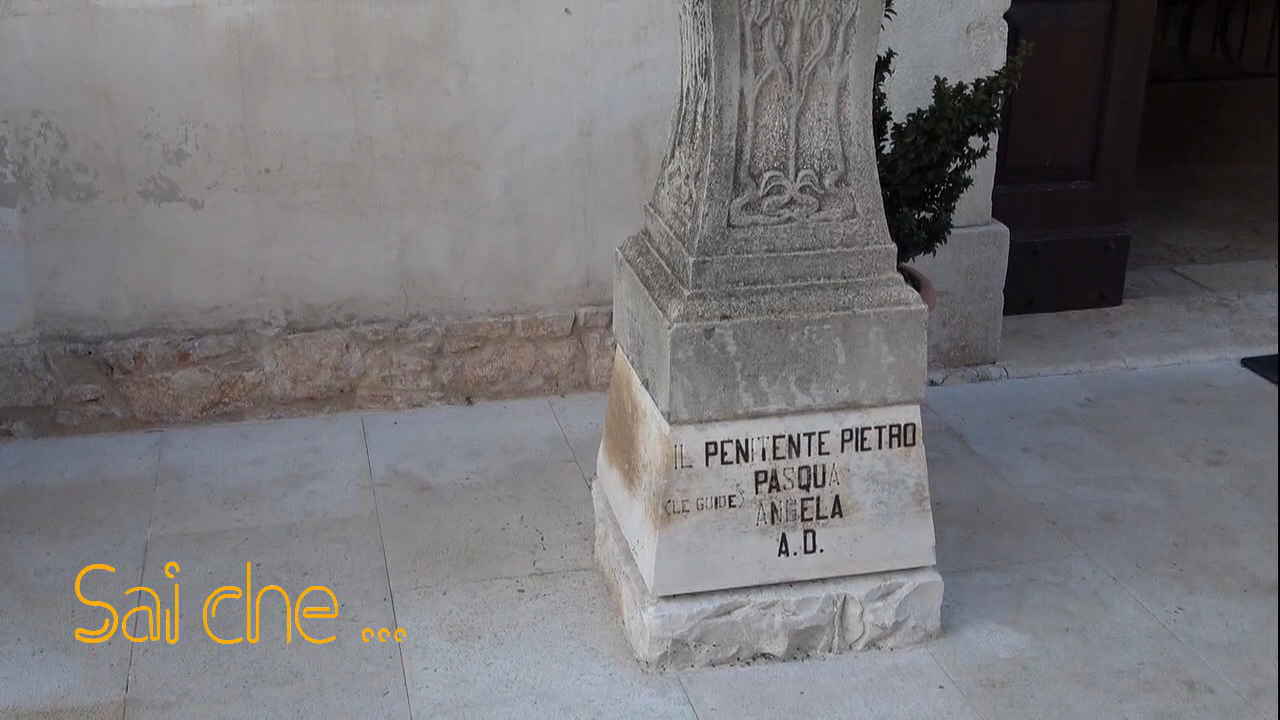 IL PENITENTE PIETRO
PASQUA
(LE GUIDE)
ANGELA
A.D.
Sai che ...